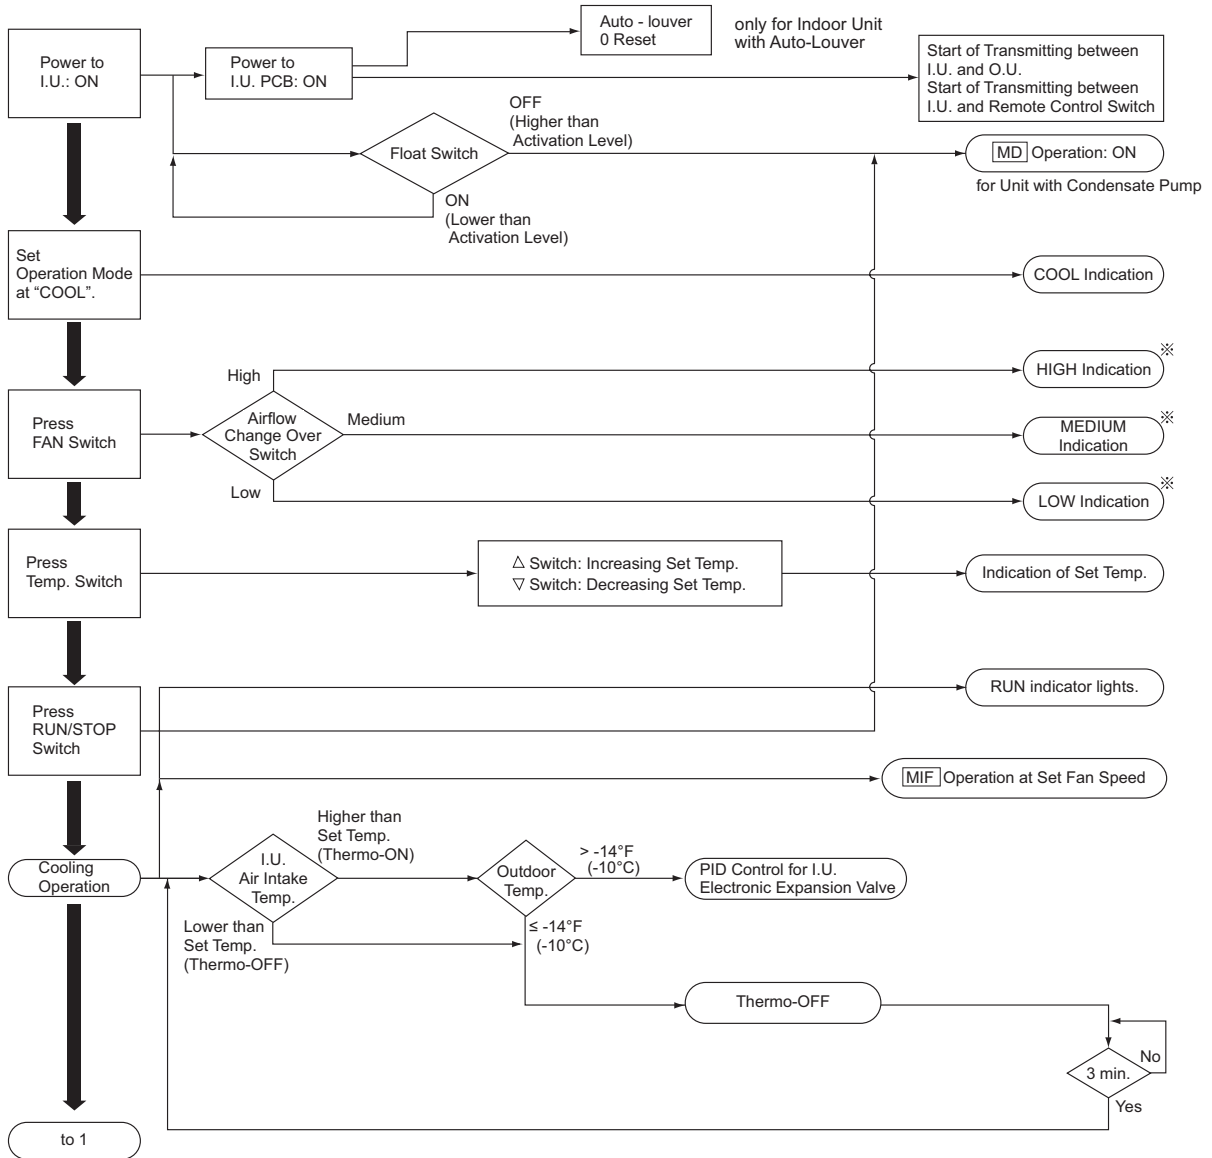 Power to
I.U.: ON
Power to
I.U. PCB: ON
Auto - louver
0 Reset
only for Indoor Unit
with Auto-Louver
Start of Transmitting between
I.U. and O.U.
Start of Transmitting between
I.U. and Remote Control Switch
Float Switch
OFF
(Higher than
Activation Level)
ON
(Lower than
Activation Level)
MD Operation: ON
for Unit with Condensate Pump
Set
Operation Mode
at “COOL”.
COOL Indication
Press
FAN Switch
Airflow
Change Over
Switch
High
Medium
Low
HIGH Indication
※
MEDIUM
Indication
※
LOW Indication
※
Press
Temp. Switch
△ Switch: Increasing Set Temp.
▽ Switch: Decreasing Set Temp.
Indication of Set Temp.
Press
RUN/STOP
Switch
RUN indicator lights.
MIF Operation at Set Fan Speed
Cooling
Operation
I.U.
Air Intake
Temp.
Higher than
Set Temp.
(Thermo-ON)
Lower than
Set Temp.
(Thermo-OFF)
Outdoor
Temp.
> -14°F
(-10°C)
≤ -14°F
(-10°C)
PID Control for I.U.
Electronic Expansion Valve
Thermo-OFF
3 min.
No
Yes
to 1